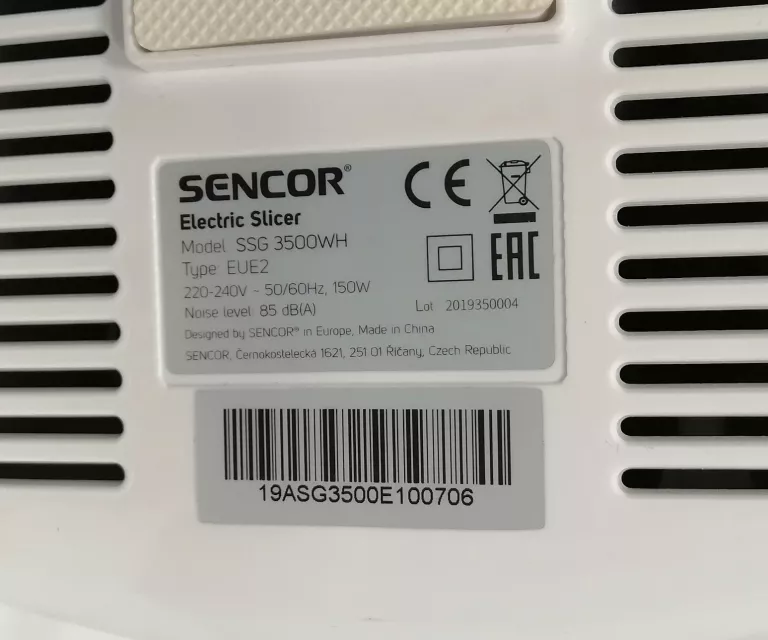 SENCOR®
Electric Slicer
Model SSG 3500WH
Type: EUE2
220-240V ~ 50/60Hz, 150W
Noise level: 85 dB(A)
Lot 2019350004
Designed by SENCOR® in Europe, Made in China
SENCOR, Černokostelecká 1621, 251 01 Říčany, Czech Republic
CE
EAC
19ASG3500E100706